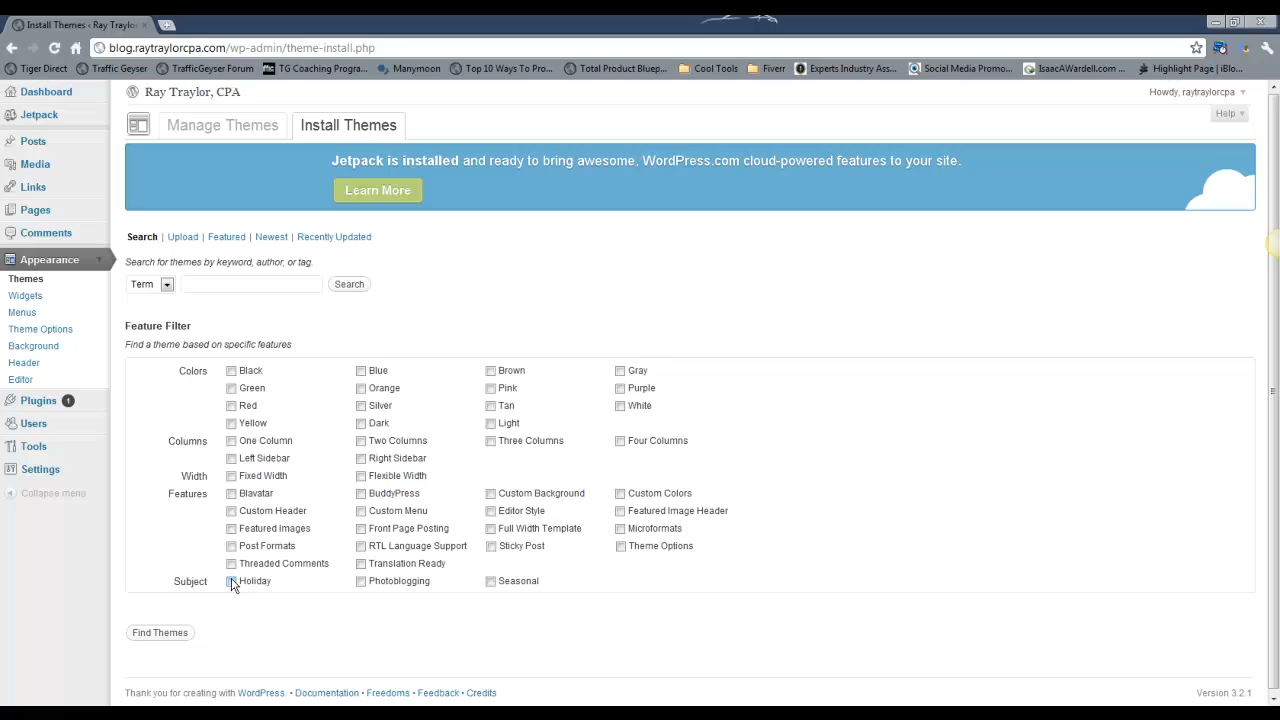 Install Themes ‹ Ray Traylor
blog.raytraylorcpa.com/wp-admin/theme-install.php
Tiger Direct Traffic Geyser TrafficGeyser Forum TG Coaching Progra... Manymoon Top 10 Ways To Pro... Total Product Bluep... Cool Tools Fiverr Experts Industry Ass... Social Media Promo... IsaacAWardell.com ... Highlight Page | iBlo...
Dashboard
Jetpack
Posts
Media
Links
Pages
Comments
Appearance
Themes
Widgets
Menus
Theme Options
Background
Header
Editor
Plugins 1
Users
Tools
Settings
Collapse menu
Ray Traylor, CPA
Howdy, raytraylorcpa
Help
Manage Themes Install Themes
Jetpack is installed and ready to bring awesome, WordPress.com cloud-powered features to your site.
Learn More
Search | Upload | Featured | Newest | Recently Updated
Search for themes by keyword, author, or tag.
Term Search
Feature Filter
Find a theme based on specific features
Colors Black Blue Brown Gray
Green Orange Pink Purple
Red Silver Tan White
Yellow Dark Light
Columns One Column Two Columns Three Columns Four Columns
Left Sidebar Right Sidebar
Width Fixed Width Flexible Width
Features Blavatar BuddyPress Custom Background Custom Colors
Custom Header Custom Menu Editor Style Featured Image Header
Featured Images Front Page Posting Full Width Template Microformats
Post Formats RTL Language Support Sticky Post Theme Options
Threaded Comments Translation Ready
Subject Holiday Photoblogging Seasonal
Find Themes
Thank you for creating with WordPress • Documentation • Freedoms • Feedback • Credits
Version 3.2.1